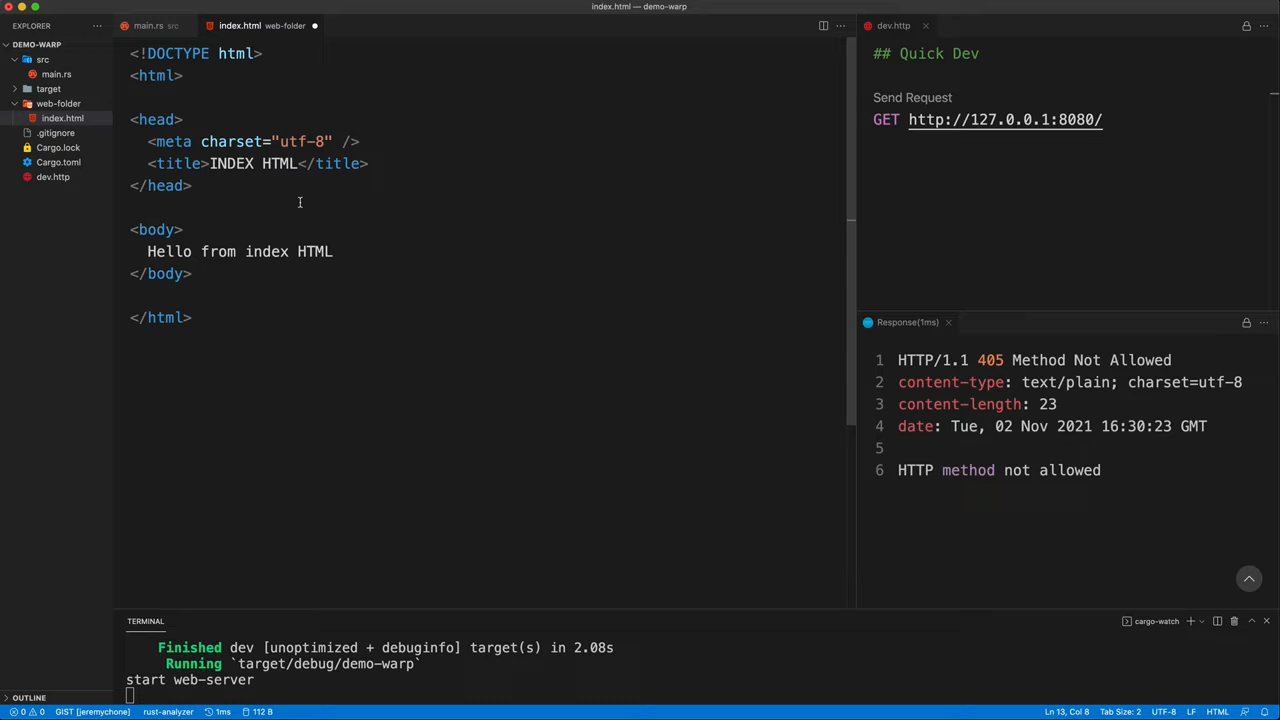 index.html — demo-warp
EXPLORER
DEMO-WARP
src
main.rs
target
web-folder
index.html
.gitignore
Cargo.lock
Cargo.toml
dev.http
OUTLINE
main.rs src
index.html web-folder
<!DOCTYPE html>
<html>
<head>
<meta charset="utf-8" />
<title>INDEX HTML</title>
</head>
<body>
Hello from index HTML
</body>
</html>
dev.http
## Quick Dev
Send Request
GET http://127.0.0.1:8080/
Response(1ms)
1 HTTP/1.1 405 Method Not Allowed
2 content-type: text/plain; charset=utf-8
3 content-length: 23
4 date: Tue, 02 Nov 2021 16:30:23 GMT
5
6 HTTP method not allowed
TERMINAL
cargo-watch
Finished dev [unoptimized + debuginfo] target(s) in 2.08s
Running `target/debug/demo-warp`
start web-server
0 0 GIST [jeremychone] rust-analyzer 1ms 112 B
Ln 13, Col 8 Tab Size: 2 UTF-8 LF HTML